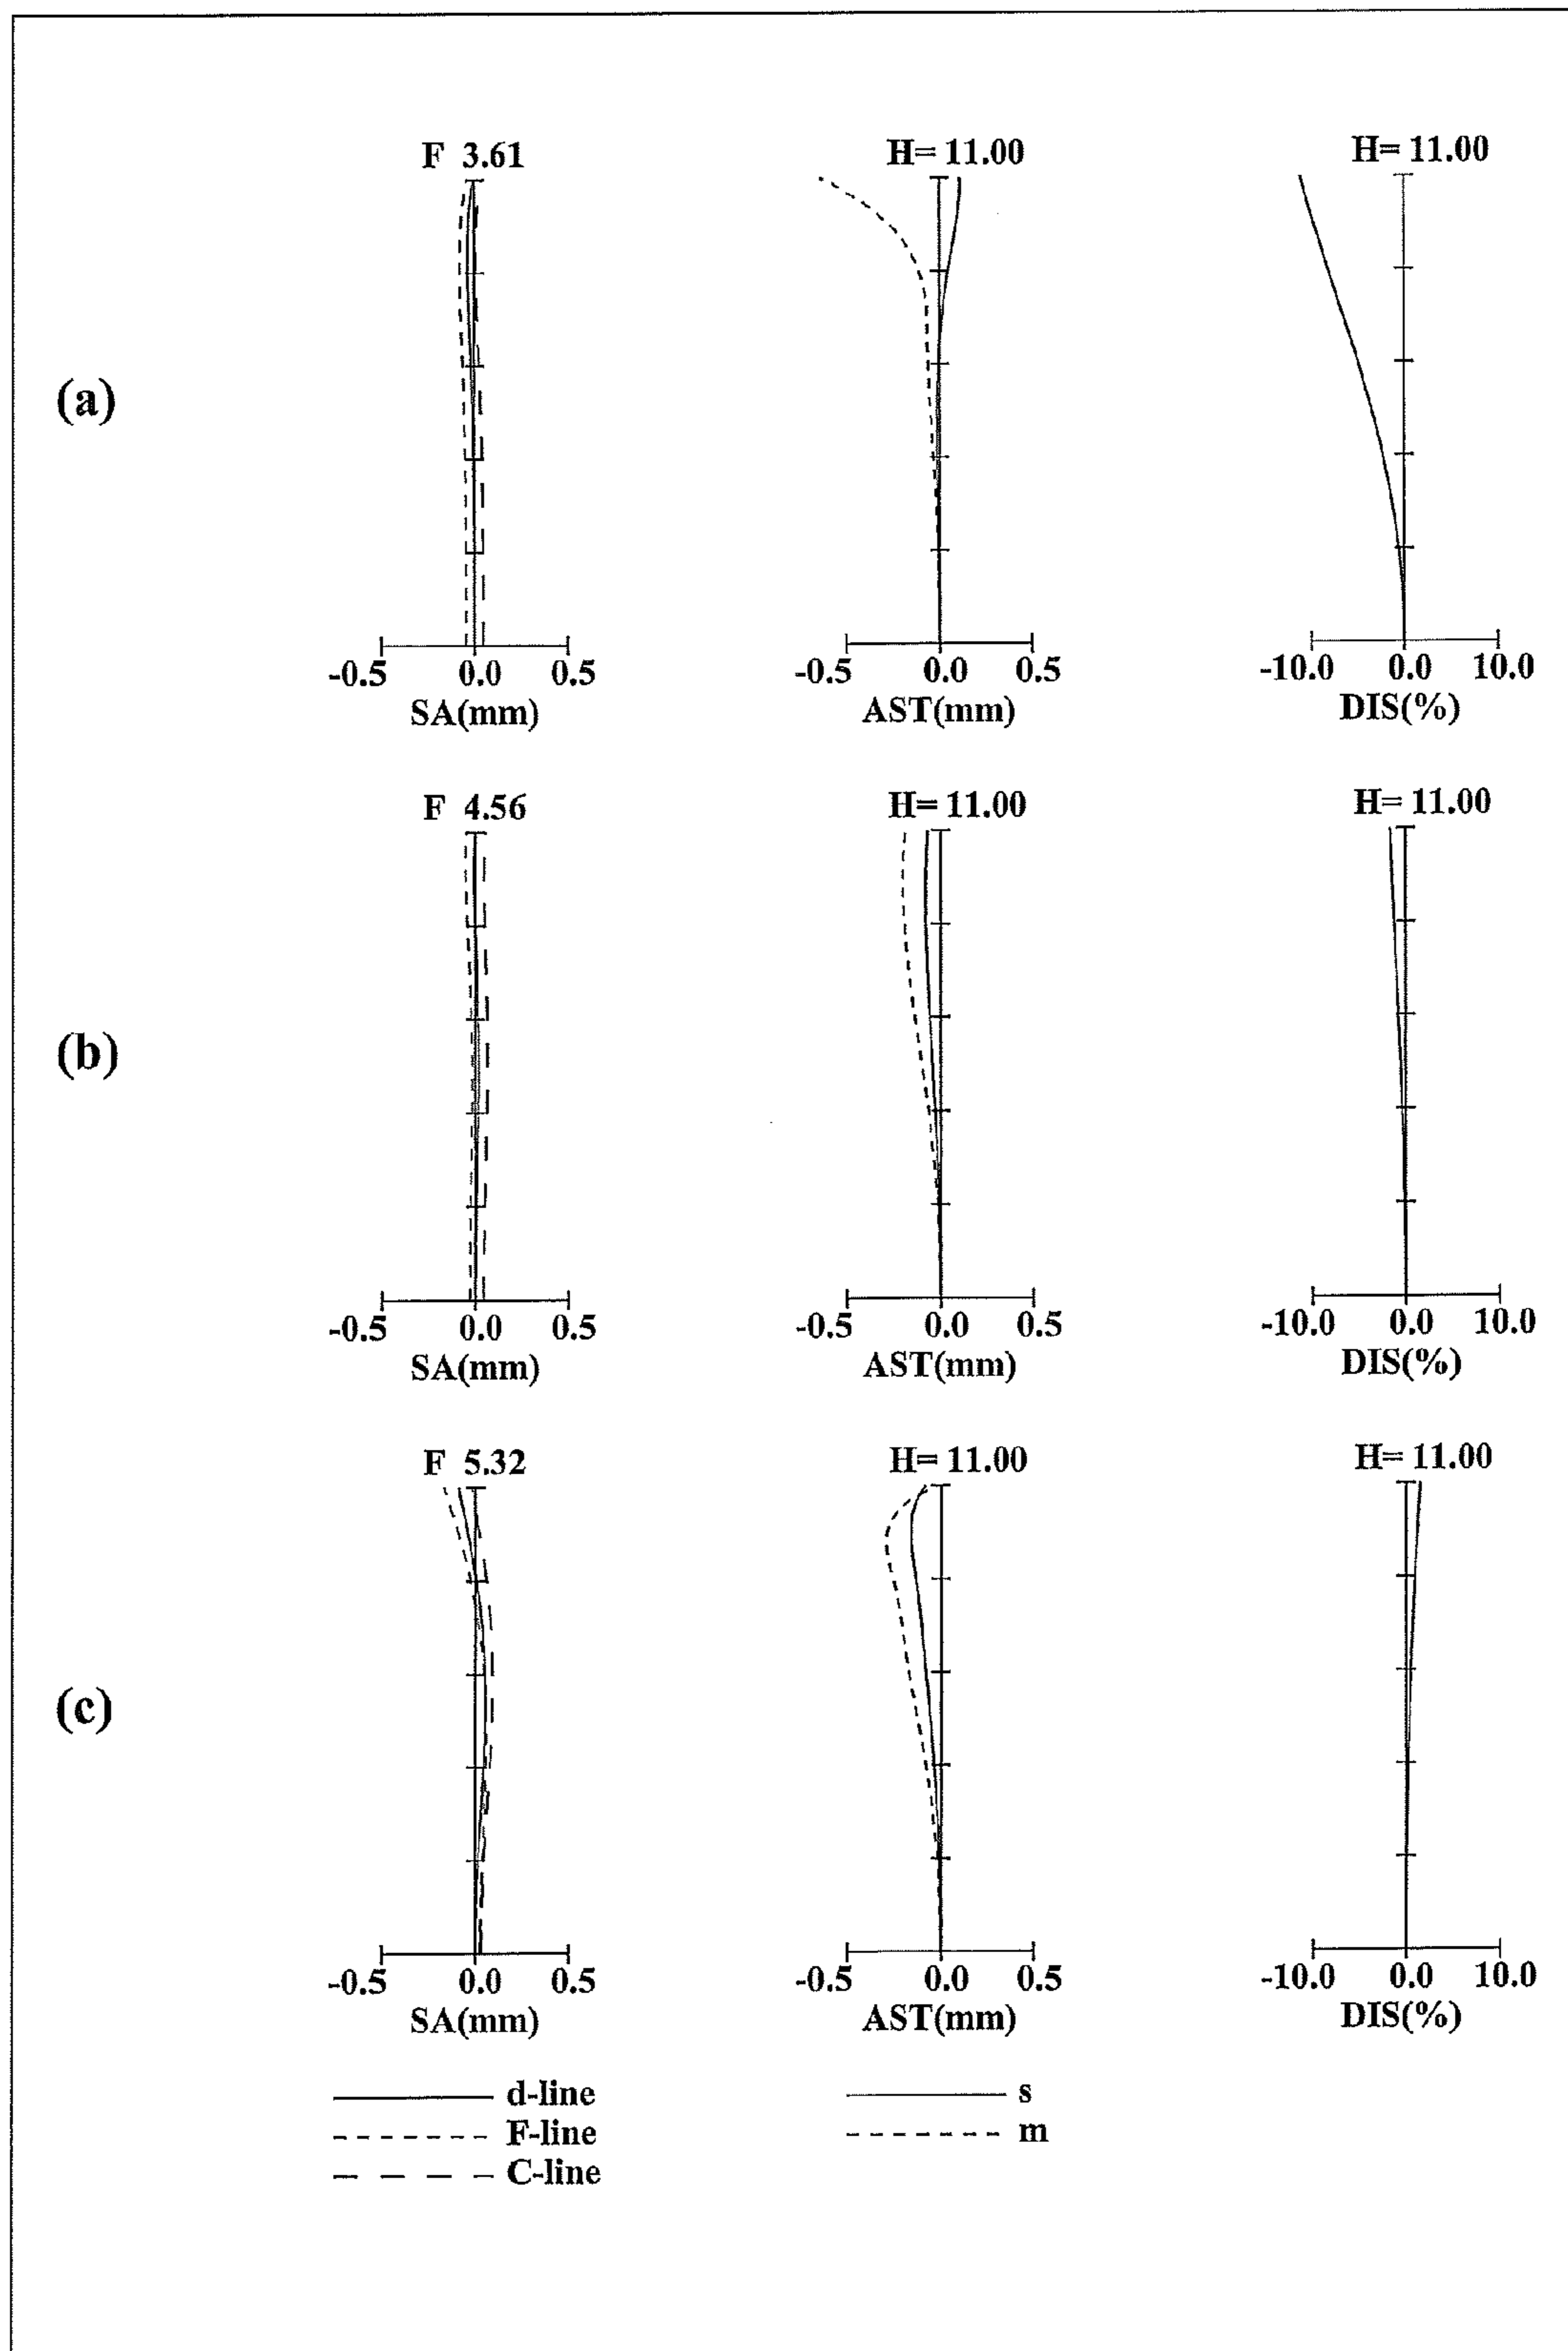 F 3.61 H= 11.00 H= 11.00
(a)
-0.5 0.0 0.5 -0.5 0.0 0.5 -10.0 0.0 10.0
SA(mm) AST(mm) DIS(%)
F 4.56 H= 11.00 H= 11.00
(b)
-0.5 0.0 0.5 -0.5 0.0 0.5 -10.0 0.0 10.0
SA(mm) AST(mm) DIS(%)
F 5.32 H= 11.00 H= 11.00
(c)
-0.5 0.0 0.5 -0.5 0.0 0.5 -10.0 0.0 10.0
SA(mm) AST(mm) DIS(%)
d-line s
F-line m
C-line